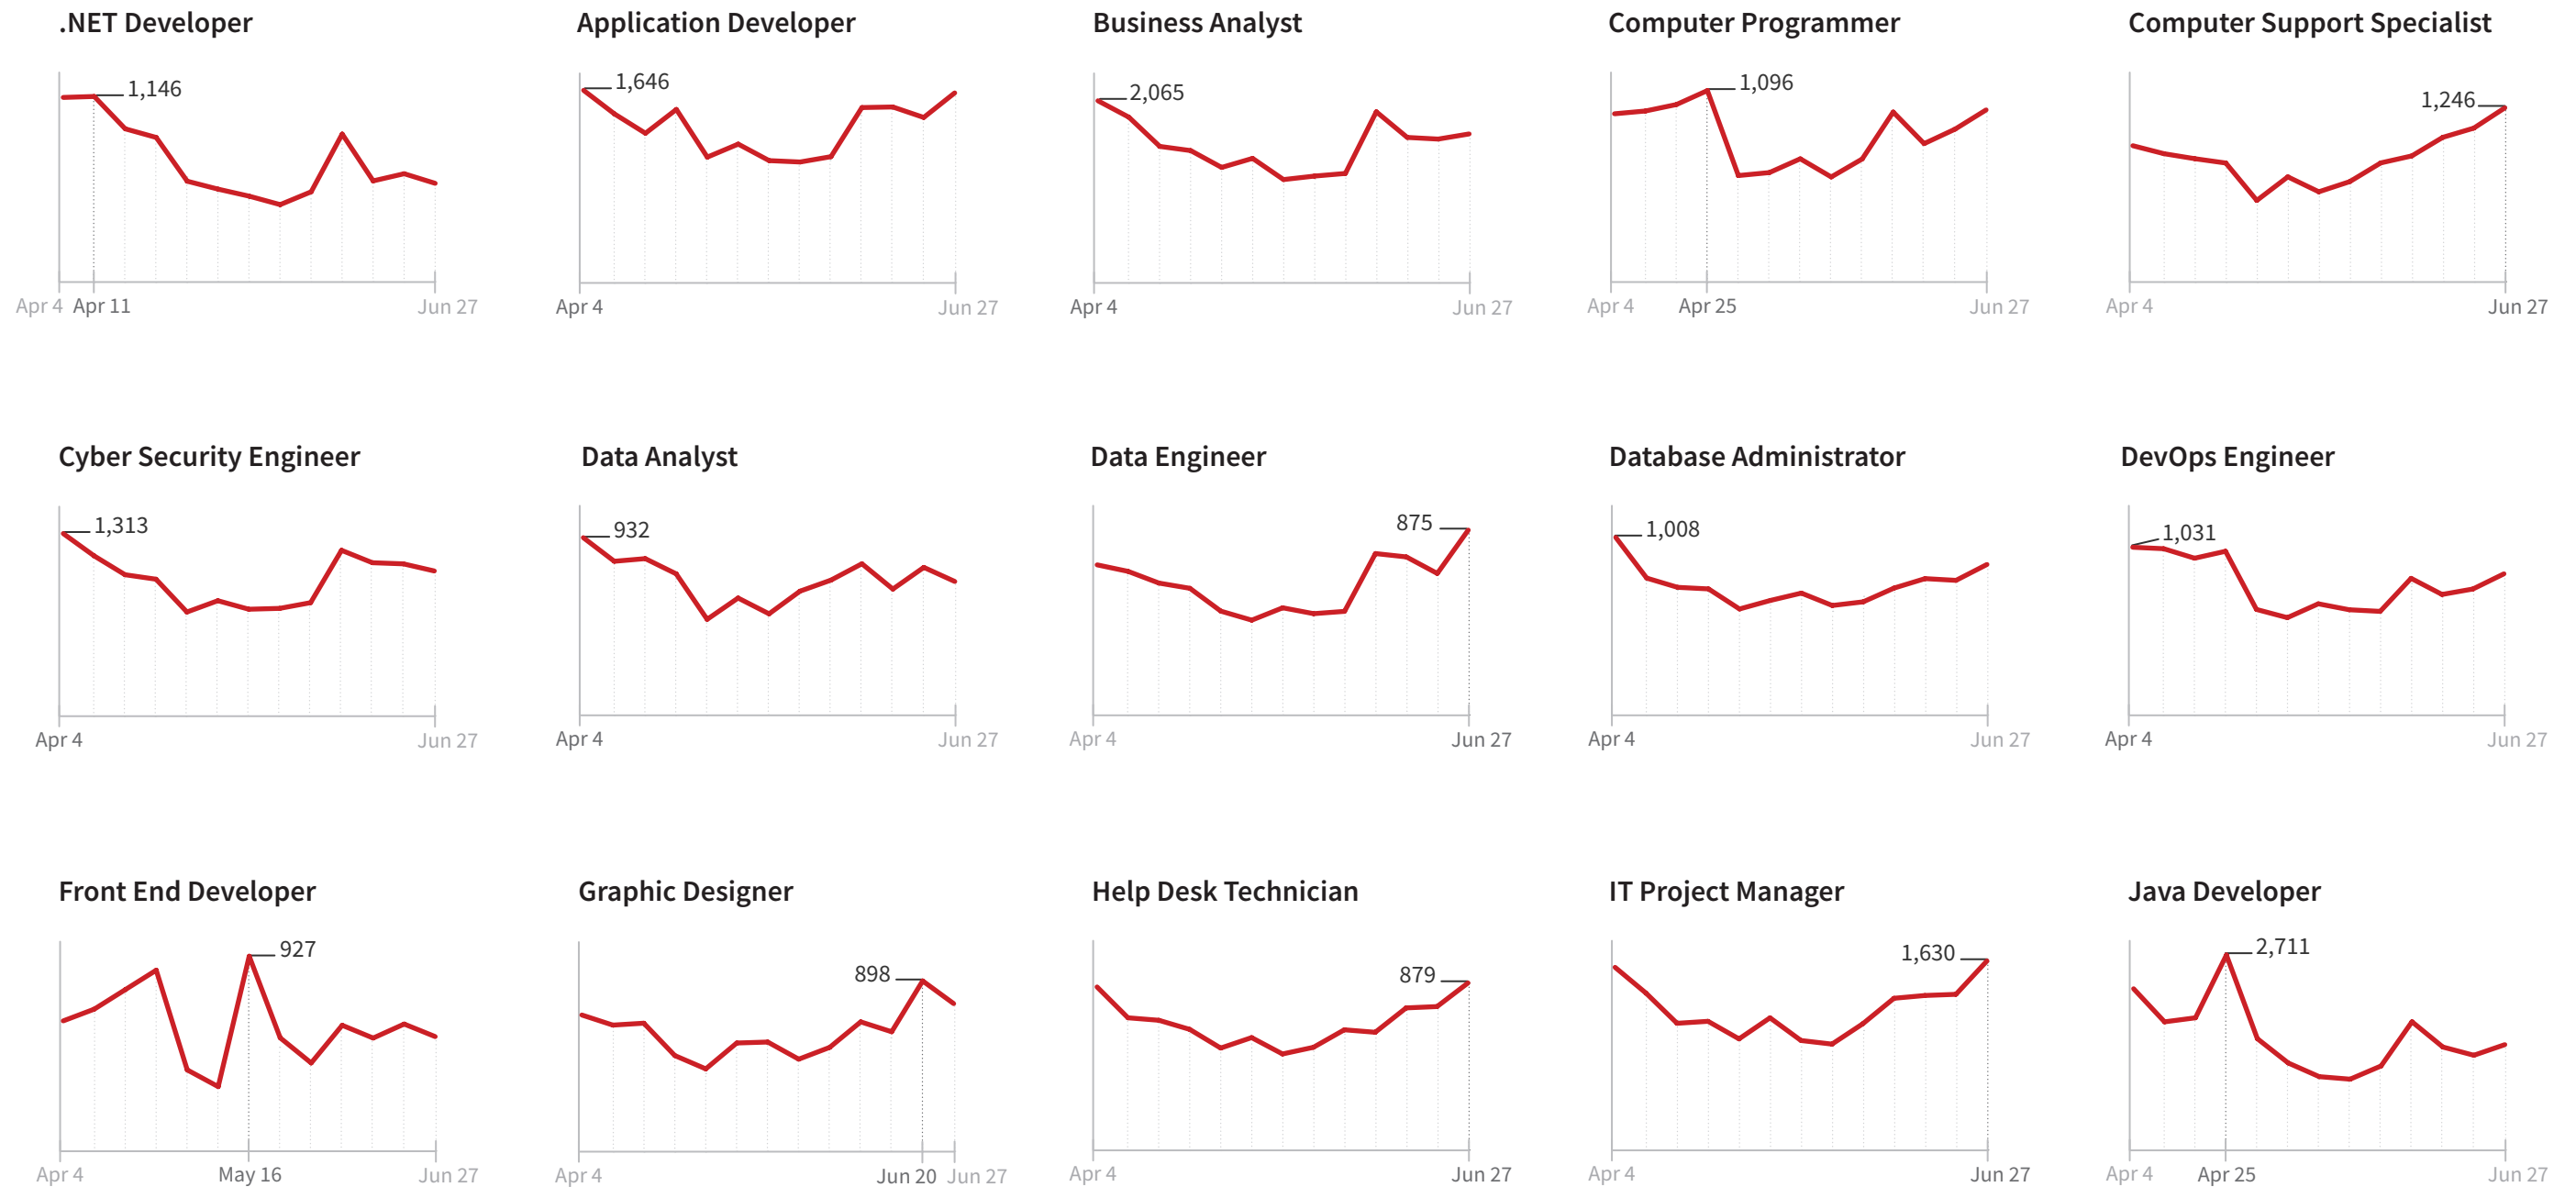 .NET Developer
Application Developer
Business Analyst
Computer Programmer
Computer Support Specialist
1,146
1,646
2,065
1,096
1,246
Apr 4 Apr 11 Jun 27
Apr 4 Jun 27
Apr 4 Jun 27
Apr 4 Apr 25 Jun 27
Apr 4 Jun 27
Cyber Security Engineer
Data Analyst
Data Engineer
Database Administrator
DevOps Engineer
1,313
932
875
1,008
1,031
Apr 4 Jun 27
Apr 4 Jun 27
Apr 4 Jun 27
Apr 4 Jun 27
Apr 4 Jun 27
Front End Developer
Graphic Designer
Help Desk Technician
IT Project Manager
Java Developer
927
898
879
1,630
2,711
Apr 4 May 16 Jun 27
Apr 4 Jun 20 Jun 27
Apr 4 Jun 27
Apr 4 Jun 27
Apr 4 Apr 25 Jun 27